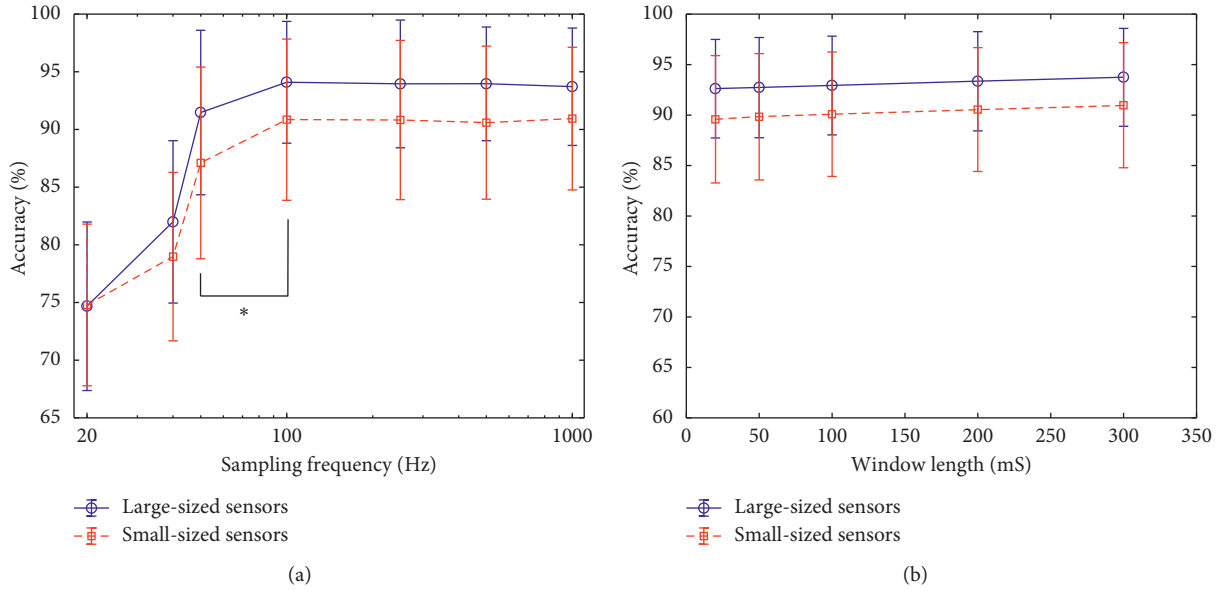 100
95
90
85
80
75
70
65
Accuracy (%)
*
20
100
1000
Sampling frequency (Hz)
Large-sized sensors
Small-sized sensors
(a)
100
95
90
85
80
75
70
65
60
Accuracy (%)
0
50
100
150
200
250
300
350
Window length (mS)
Large-sized sensors
Small-sized sensors
(b)